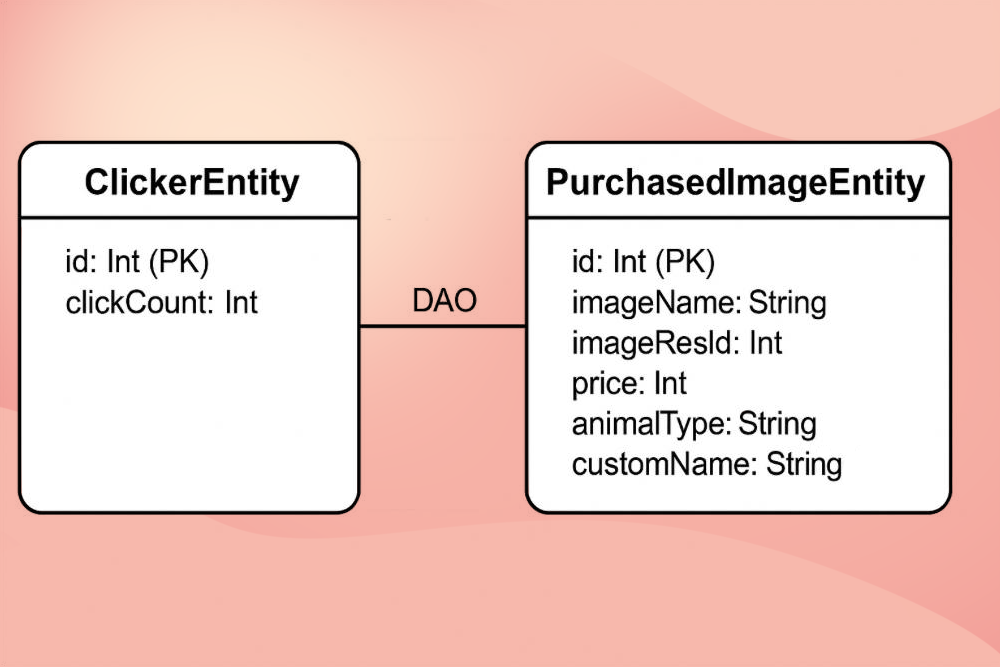 ClickerEntity
id: Int (PK)
clickCount: Int
DAO
PurchasedImageEntity
id: Int (PK)
imageName: String
imageResId: Int
price: Int
animalType: String
customName: String